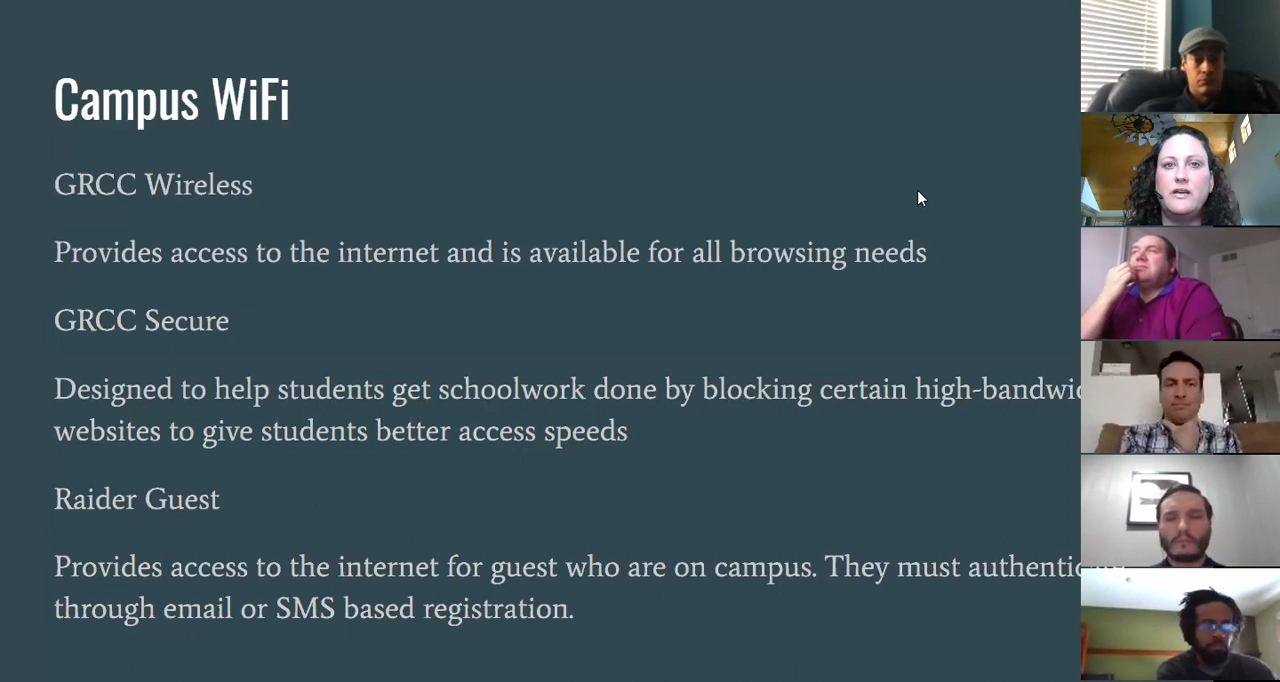 Campus WiFi
GRCC Wireless
Provides access to the internet and is available for all browsing needs
GRCC Secure
Designed to help students get schoolwork done by blocking certain
websites to give students better access speeds
Raider Guest
Provides access to the internet for guest who are on campus. They must
through email or SMS based registration.